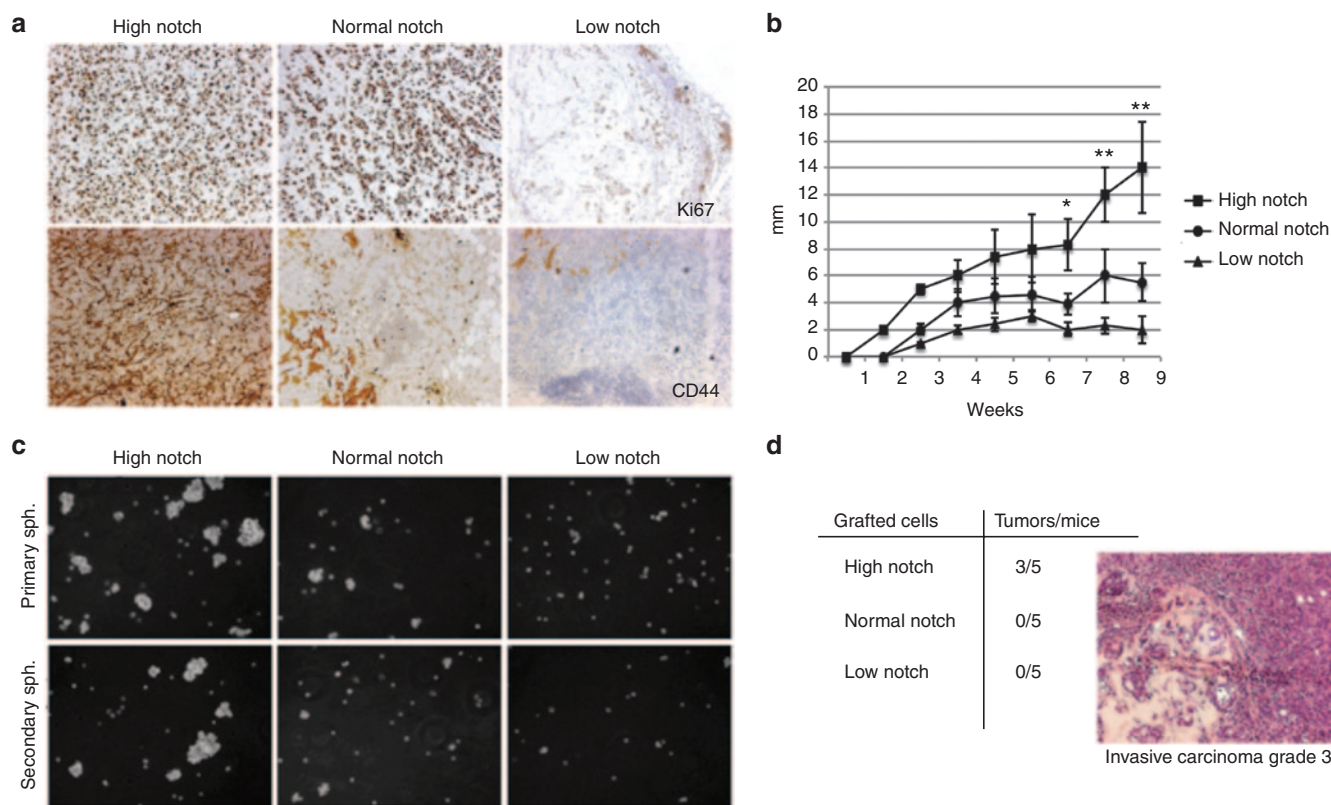 a
High notch Normal notch Low notch
Ki67
CD44
b
20
18
16
14
12
10
8
6
4
2
0
mm
** 
**
*
1 2 3 4 5 6 7 8 9
Weeks
High notch
Normal notch
Low notch
c
High notch Normal notch Low notch
Primary sph.
Secondary sph.
d
Grafted cells Tumors/mice
High notch 3/5
Normal notch 0/5
Low notch 0/5
Invasive carcinoma grade 3